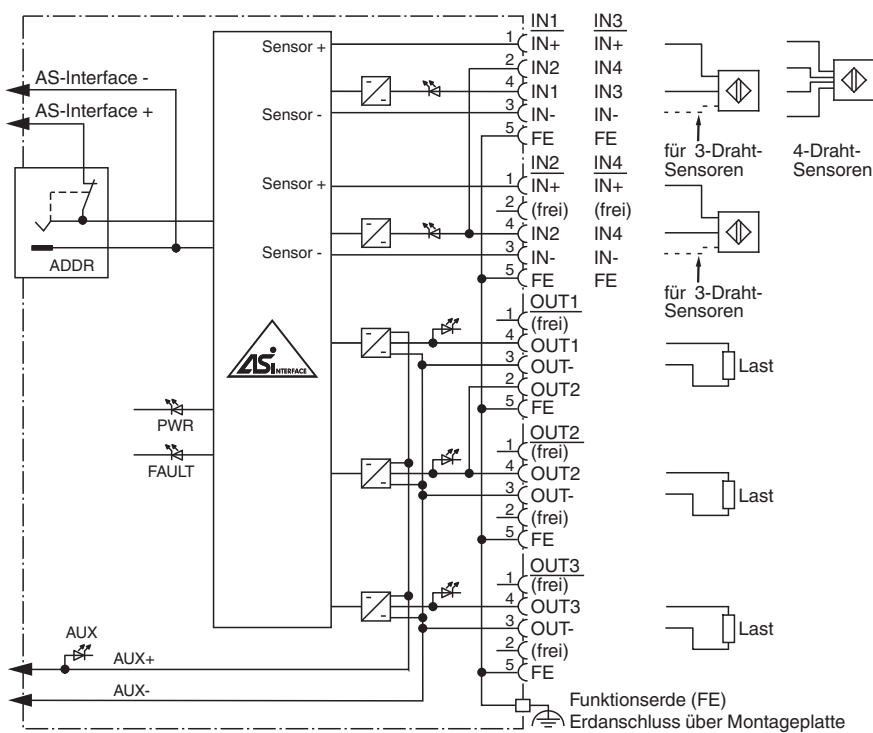 IN1 IN3
Sensor + 1 IN+ IN+
2 IN2 IN4
AS-Interface -
4 IN1 IN3
AS-Interface +
Sensor - 3 IN- IN-
5 FE FE
für 3-Draht-
Sensoren
4-Draht-
Sensoren
IN2 IN4
Sensor + 1 IN+ IN+
2 (frei) (frei)
4 IN2 IN4
Sensor - 3 IN- IN-
ADDR
5 FE FE
für 3-Draht-
Sensoren
OUT1
1 (frei)
4 OUT1
3 OUT-
Last
2 OUT2
5 FE
ASi INTERFACE
PWR
FAULT
OUT2
1 (frei)
4 OUT2
3 OUT-
Last
2 (frei)
5 FE
OUT3
1 (frei)
4 OUT3
3 OUT-
Last
2 (frei)
5 FE
AUX
AUX+
AUX-
Funktionserde (FE)
Erdanschluss über Montageplatte